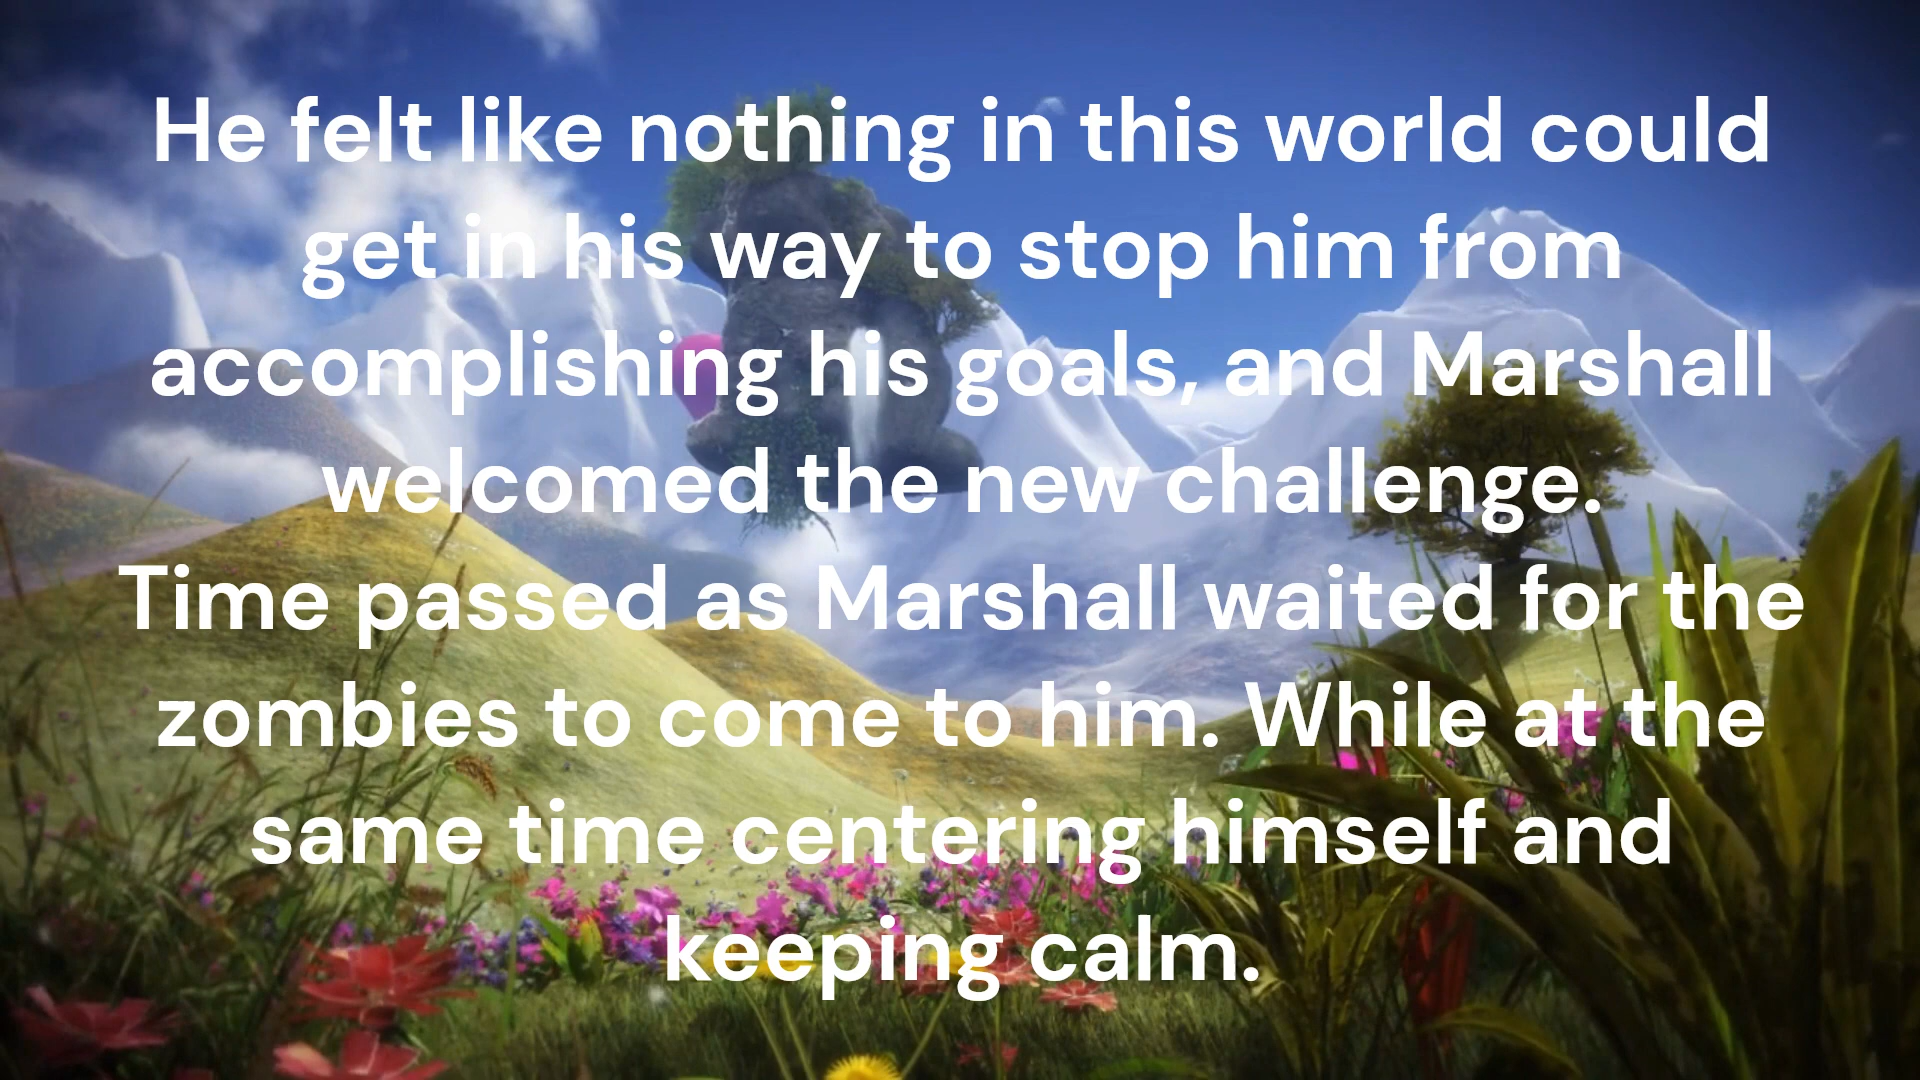 He felt like nothing in this world could
get in his way to stop him from
accomplishing his goals, and Marshall
welcomed the new challenge.
Time passed as Marshall waited for the
zombies to come to him. While at the
same time centering himself and
keeping calm.